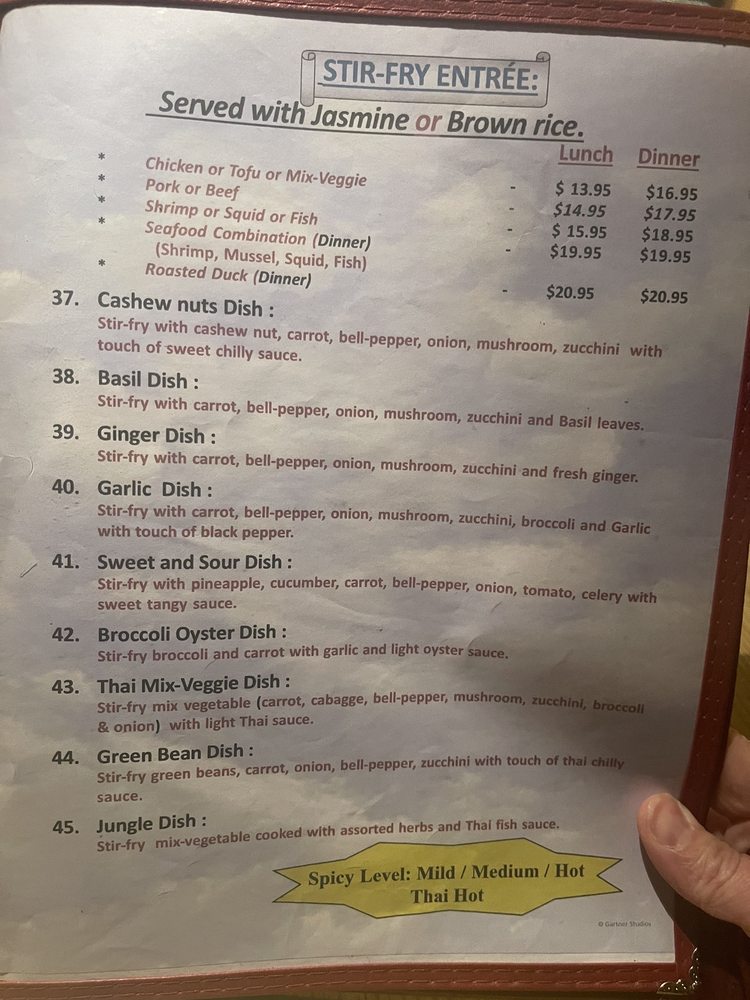 STIR-FRY ENTRÉE:
Served with Jasmine or Brown rice.
Lunch Dinner
* Chicken or Tofu or Mix-Veggie - $ 13.95 $16.95
* Pork or Beef - $14.95 $17.95
* Shrimp or Squid or Fish - $ 15.95 $18.95
* Seafood Combination (Dinner) - $19.95 $19.95
(Shrimp, Mussel, Squid, Fish)
* Roasted Duck (Dinner) - $20.95 $20.95
37. Cashew nuts Dish :
Stir-fry with cashew nut, carrot, bell-pepper, onion, mushroom, zucchini with
touch of sweet chilly sauce.
38. Basil Dish :
Stir-fry with carrot, bell-pepper, onion, mushroom, zucchini and Basil leaves.
39. Ginger Dish :
Stir-fry with carrot, bell-pepper, onion, mushroom, zucchini and fresh ginger.
40. Garlic Dish :
Stir-fry with carrot, bell-pepper, onion, mushroom, zucchini, broccoli and Garlic
with touch of black pepper.
41. Sweet and Sour Dish :
Stir-fry with pineapple, cucumber, carrot, bell-pepper, onion, tomato, celery with
sweet tangy sauce.
42. Broccoli Oyster Dish :
Stir-fry broccoli and carrot with garlic and light oyster sauce.
43. Thai Mix-Veggie Dish :
Stir-fry mix vegetable (carrot, cabagge, bell-pepper, mushroom, zucchini, broccoli
& onion) with light Thai sauce.
44. Green Bean Dish :
Stir-fry green beans, carrot, onion, bell-pepper, zucchini with touch of thai chilly
sauce.
45. Jungle Dish :
Stir-fry mix-vegetable cooked with assorted herbs and Thai fish sauce.
Spicy Level: Mild / Medium / Hot
Thai Hot
© Gartner Studios